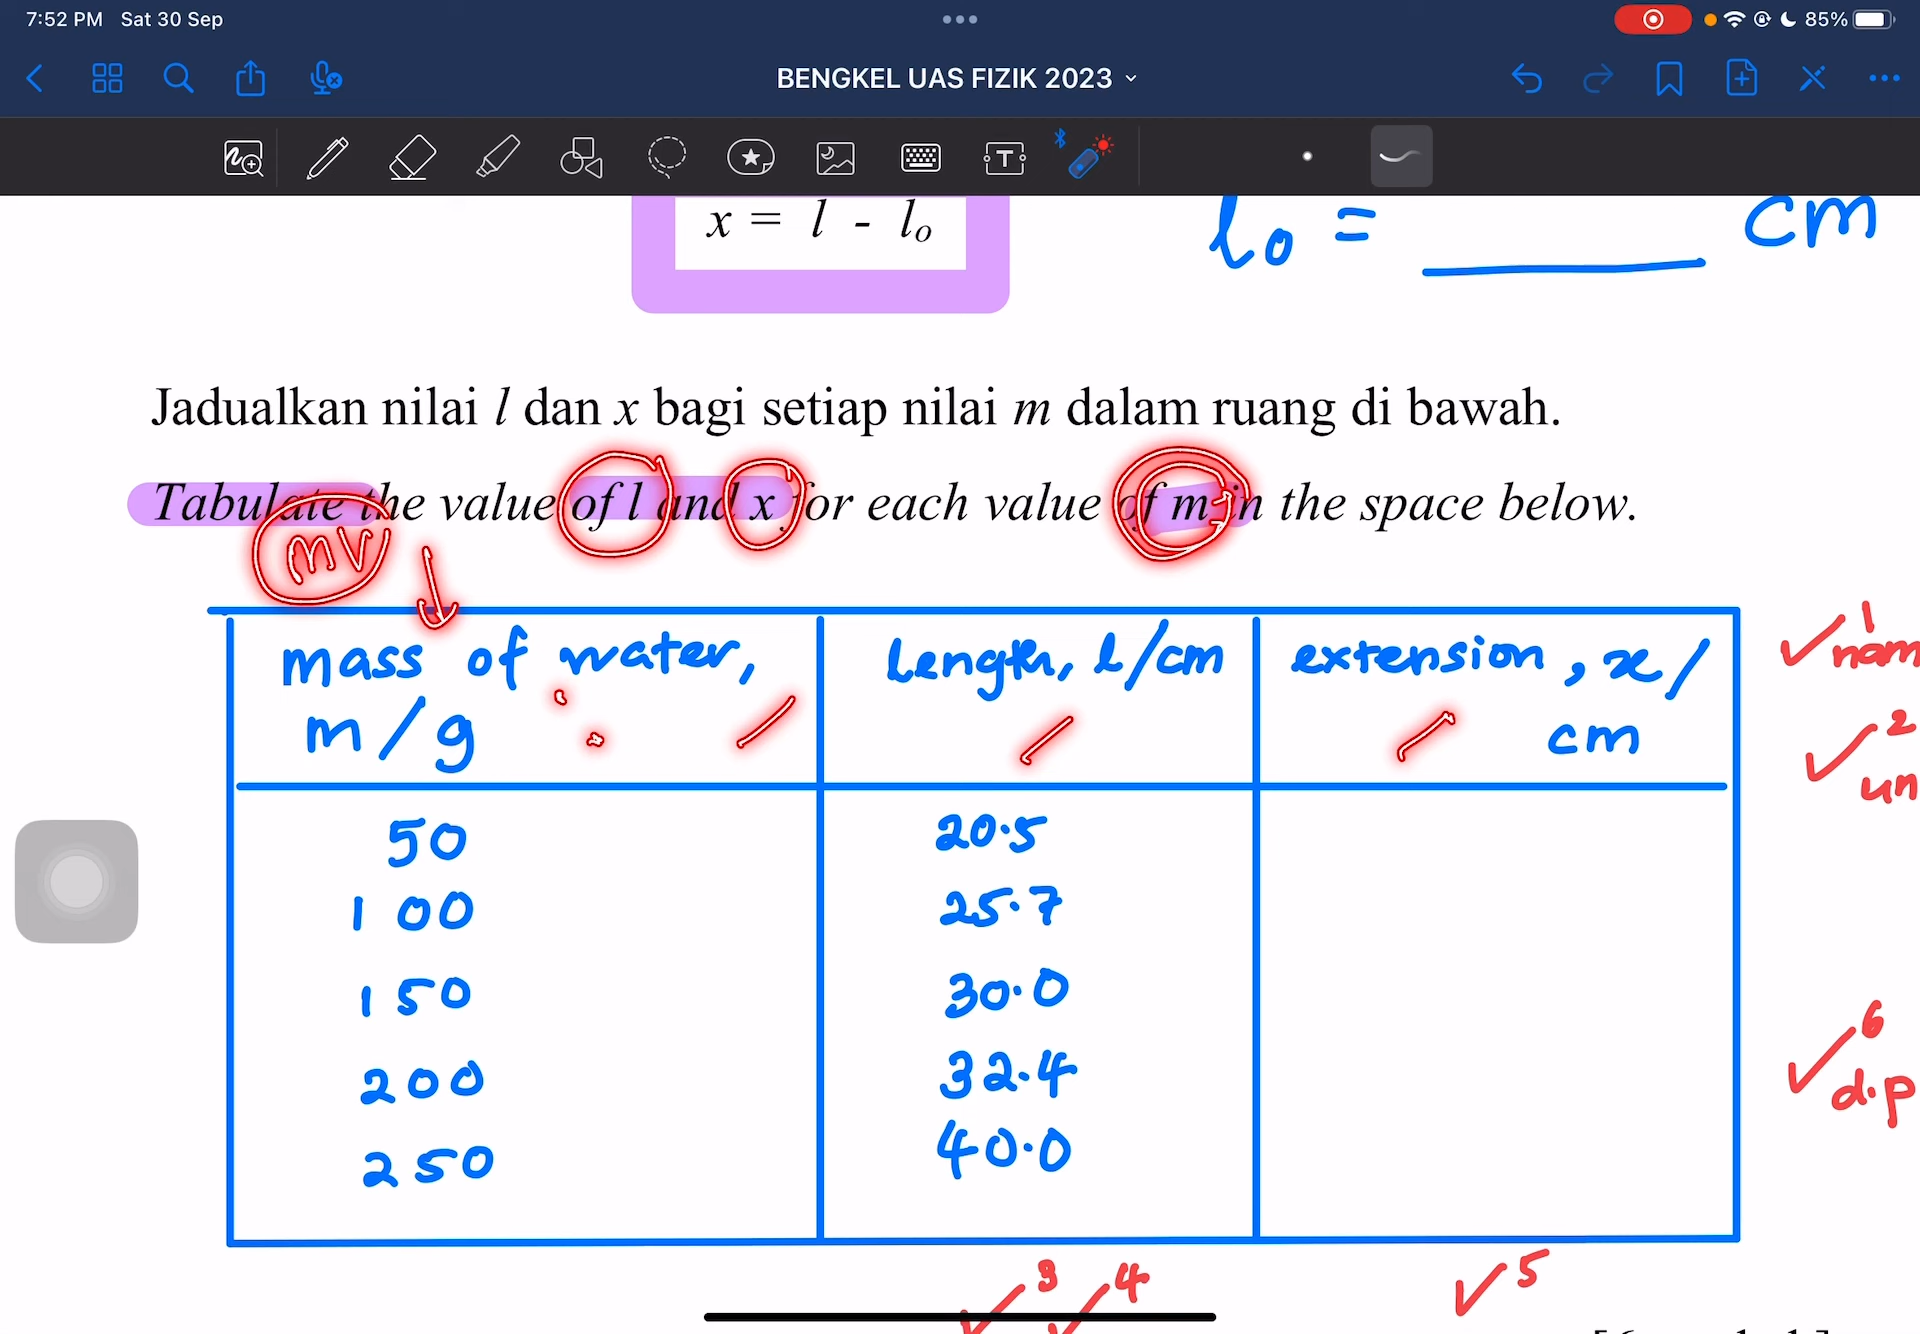 7:52 PM Sat 30 Sep
85%
BENGKEL UAS FIZIK 2023
x = l - lo
lo = ______ cm
Jadualkan nilai l dan x bagi setiap nilai m dalam ruang di bawah.
Tabulate the value of l and x for each value of m in the space below.
MV
mass of water, m/g
length, l/cm
extension, x/cm
✓1 nam
✓2 un
50 20.5
100 25.7
150 30.0
200 32.4
250 40.0
✓6 d.p
✓3 ✓4 ✓5